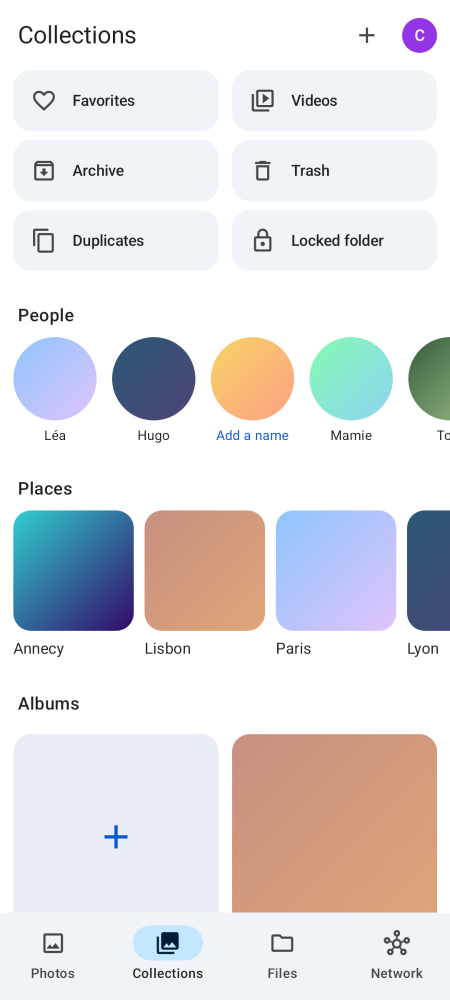 Collections
C
Favorites
Videos
Archive
Trash
Duplicates
Locked folder
People
Léa
Hugo
Add a name
Mamie
To
Places
Annecy
Lisbon
Paris
Lyon
Albums
Photos
Collections
Files
Network